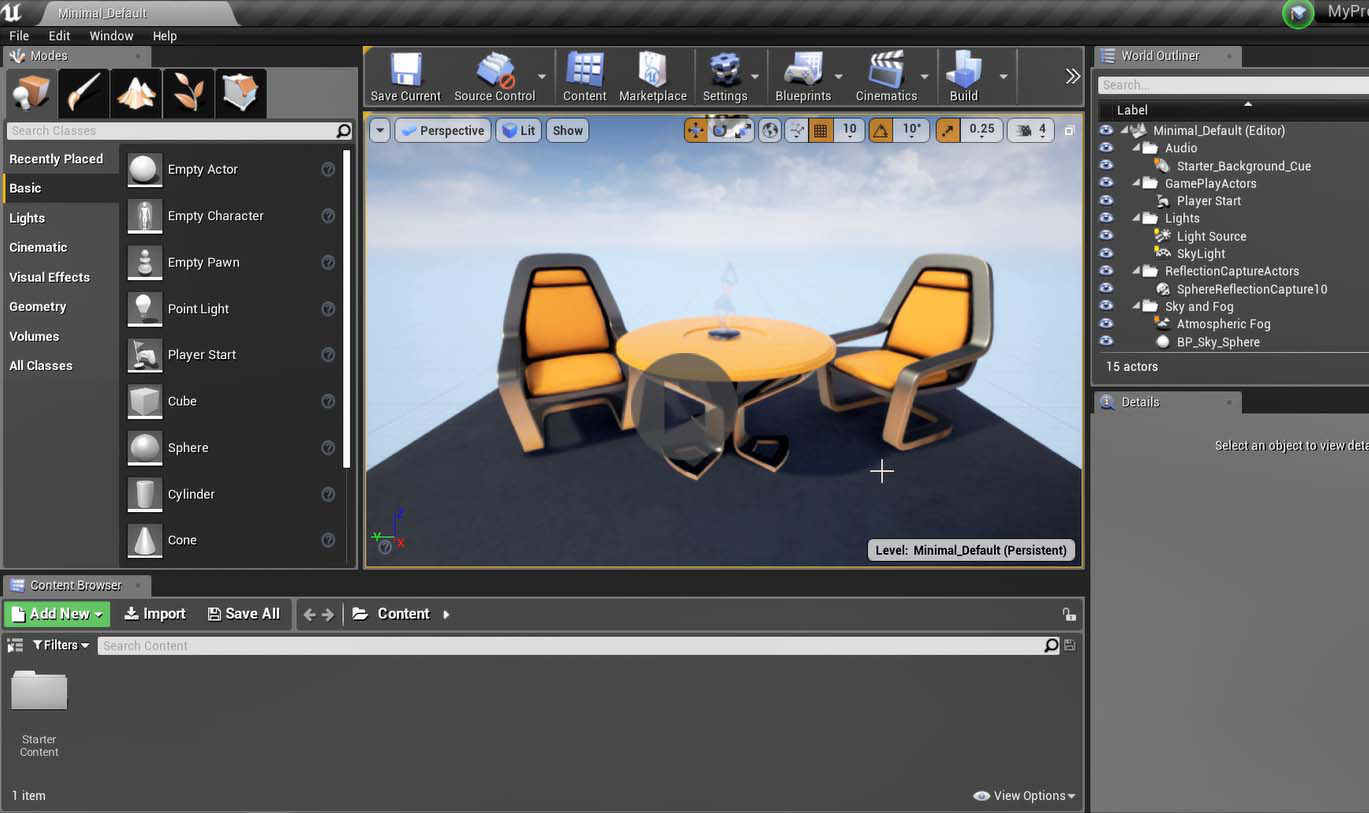 Minimal_Default
MyPr
File Edit Window Help
Modes
Search Classes
Recently Placed
Basic
Lights
Cinematic
Visual Effects
Geometry
Volumes
All Classes
Empty Actor
Empty Character
Empty Pawn
Point Light
Player Start
Cube
Sphere
Cylinder
Cone
Save Current
Source Control
Content
Marketplace
Settings
Blueprints
Cinematics
Build
Perspective
Lit
Show
10
10°
0.25
4
Z
Y
X
Level: Minimal_Default (Persistent)
World Outliner
Search...
Label
Minimal_Default (Editor)
Audio
Starter_Background_Cue
GamePlayActors
Player Start
Lights
Light Source
SkyLight
ReflectionCaptureActors
SphereReflectionCapture10
Sky and Fog
Atmospheric Fog
BP_Sky_Sphere
15 actors
Details
Select an object to view deta
Content Browser
Add New
Import
Save All
Content
Filters
Search Content
Starter
Content
1 item
View Options